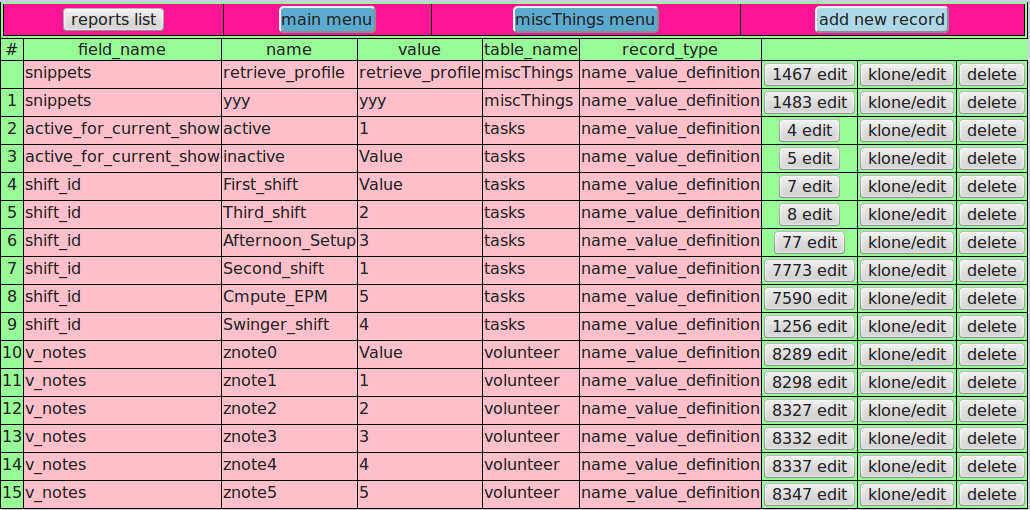 reports list main menu miscThings menu add new record
# field_name name value table_name record_type
snippets retrieve_profile retrieve_profile miscThings name_value_definition 1467 edit klone/edit delete
1 snippets yyy yyy miscThings name_value_definition 1483 edit klone/edit delete
2 active_for_current_show active 1 tasks name_value_definition 4 edit klone/edit delete
3 active_for_current_show inactive Value tasks name_value_definition 5 edit klone/edit delete
4 shift_id First_shift Value tasks name_value_definition 7 edit klone/edit delete
5 shift_id Third_shift 2 tasks name_value_definition 8 edit klone/edit delete
6 shift_id Afternoon_Setup 3 tasks name_value_definition 77 edit klone/edit delete
7 shift_id Second_shift 1 tasks name_value_definition 7773 edit klone/edit delete
8 shift_id Cmpute_EPM 5 tasks name_value_definition 7590 edit klone/edit delete
9 shift_id Swinger_shift 4 tasks name_value_definition 1256 edit klone/edit delete
10 v_notes znote0 Value volunteer name_value_definition 8289 edit klone/edit delete
11 v_notes znote1 1 volunteer name_value_definition 8298 edit klone/edit delete
12 v_notes znote2 2 volunteer name_value_definition 8327 edit klone/edit delete
13 v_notes znote3 3 volunteer name_value_definition 8332 edit klone/edit delete
14 v_notes znote4 4 volunteer name_value_definition 8337 edit klone/edit delete
15 v_notes znote5 5 volunteer name_value_definition 8347 edit klone/edit delete